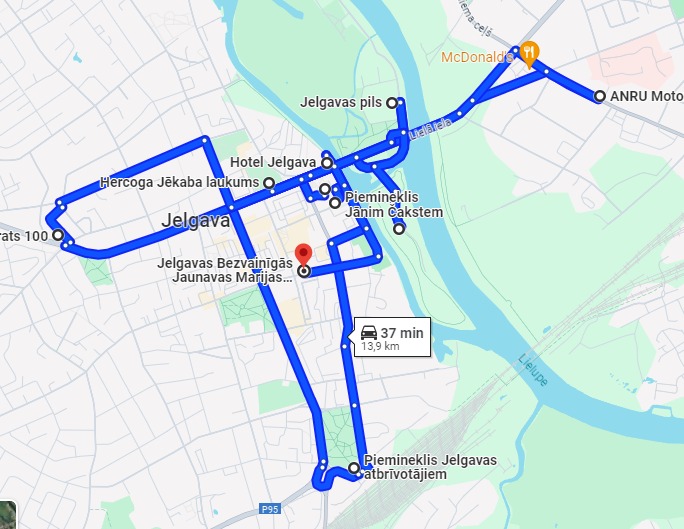 iema ceļš
McDonald's
ANRU Moto
Jelgavas pils
Lielā iela
Hotel Jelgava
Hercoga Jēkaba laukums
Piemineklis
Jānim Čakstem
Jelgava
rats 100
Jelgavas Bezvainīgās
Jaunavas Marijas...
37 min
13,9 km
Lielupe
Piemineklis Jelgavas
atbrīvotājiem
P95